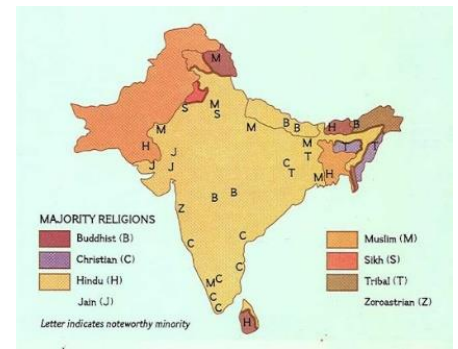 M
S
M
S
M
M
B
B
H
B
H
J
J
J
M
T
C
T
M
H
T
Z
B
B
C
C
C
M
C
C
C
H
MAJORITY RELIGIONS
Buddhist (B)
Christian (C)
Hindu (H)
Jain (J)
Muslim (M)
Sikh (S)
Tribal (T)
Zoroastrian (Z)
Letter indicates noteworthy minority